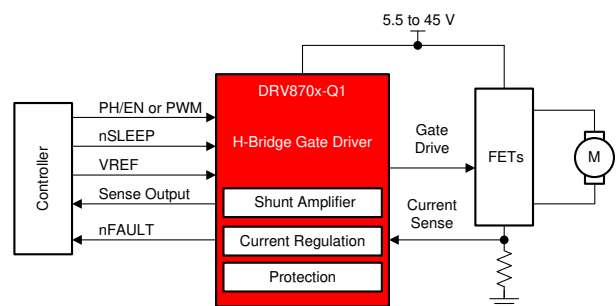 5.5 to 45 V
DRV870x-Q1
H-Bridge Gate Driver
Controller
PH/EN or PWM
nSLEEP
VREF
Sense Output
nFAULT
Shunt Amplifier
Current Regulation
Protection
Gate
Drive
Current
Sense
FETs
M